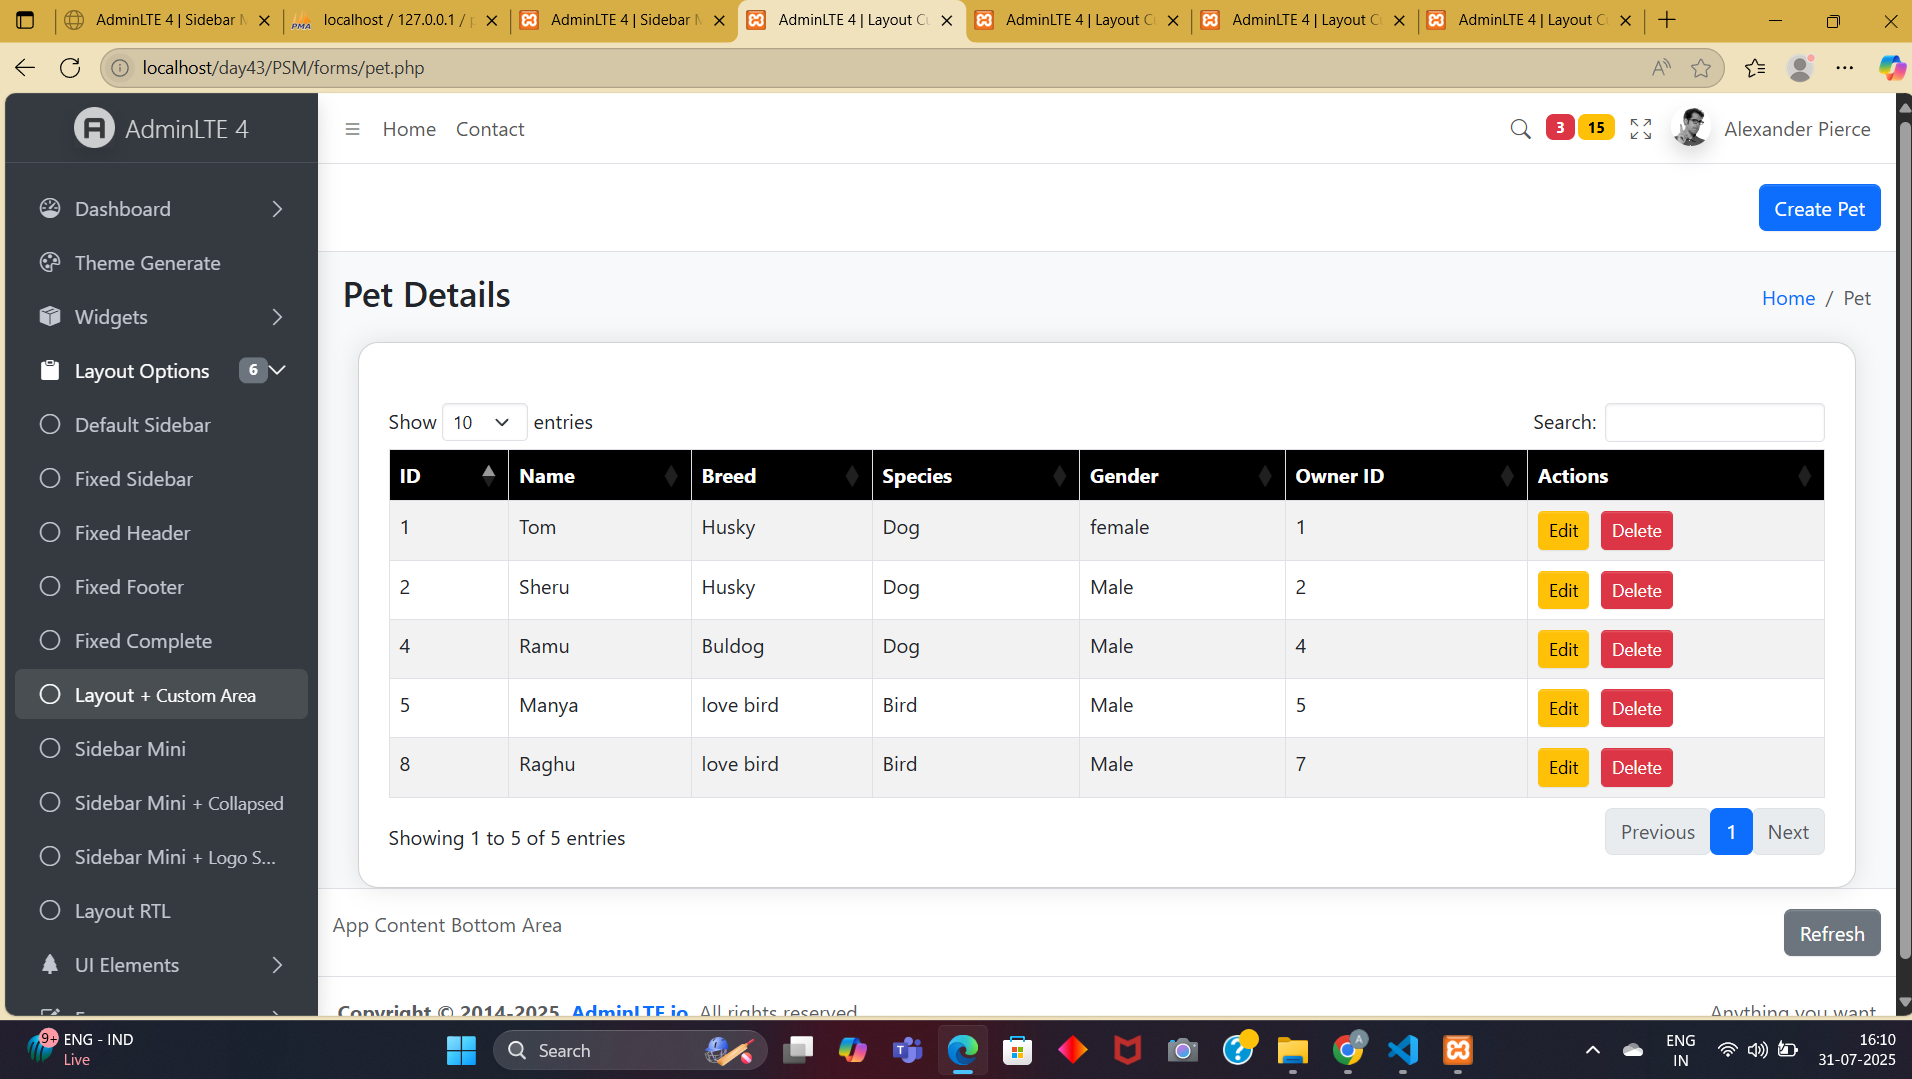 AdminLTE 4 | Sidebar M
localhost / 127.0.0.1 / p
AdminLTE 4 | Sidebar M
AdminLTE 4 | Layout Cu
AdminLTE 4 | Layout Cu
AdminLTE 4 | Layout Cu
AdminLTE 4 | Layout Cu
localhost/day43/PSM/forms/pet.php
AdminLTE 4
Home
Contact
3
15
Alexander Pierce
Create Pet
Dashboard
Theme Generate
Widgets
Layout Options 6
Default Sidebar
Fixed Sidebar
Fixed Header
Fixed Footer
Fixed Complete
Layout + Custom Area
Sidebar Mini
Sidebar Mini + Collapsed
Sidebar Mini + Logo S...
Layout RTL
UI Elements
Pet Details
Home / Pet
Show 10 entries
Search:
ID Name Breed Species Gender Owner ID Actions
1 Tom Husky Dog female 1 Edit Delete
2 Sheru Husky Dog Male 2 Edit Delete
4 Ramu Buldog Dog Male 4 Edit Delete
5 Manya love bird Bird Male 5 Edit Delete
8 Raghu love bird Bird Male 7 Edit Delete
Showing 1 to 5 of 5 entries
Previous 1 Next
App Content Bottom Area
Refresh
Copyright © 2014-2025 AdminLTE.io. All rights reserved.
Anything you want
9+
ENG - IND
Live
Search
ENG
IN
16:10
31-07-2025